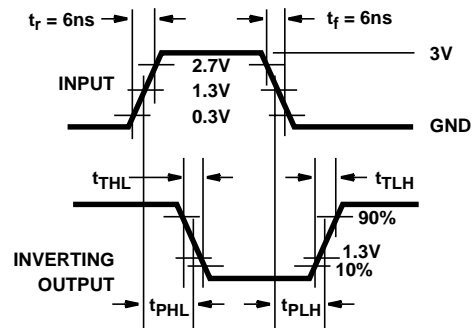 tr = 6ns
tf = 6ns
3V
2.7V
INPUT
1.3V
0.3V
GND
tTHL
tTLH
90%
INVERTING
OUTPUT
1.3V
10%
tPHL
tPLH